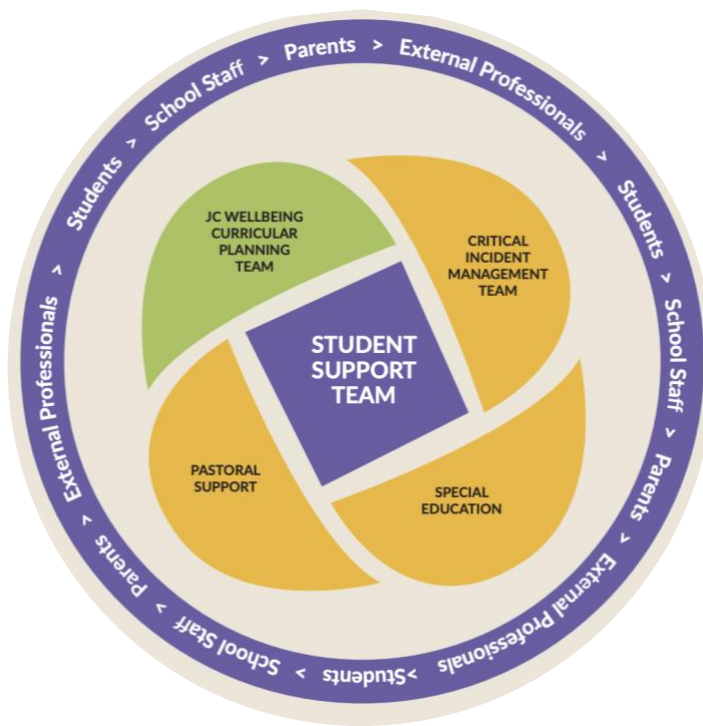 Students > School Staff > Parents > External Professionals > Students > School Staff > Parents > External Professionals >Students > School Staff > Parents > External Professionals >
JC WELLBEING
CURRICULAR
PLANNING
TEAM
CRITICAL
INCIDENT
MANAGEMENT
TEAM
STUDENT
SUPPORT
TEAM
PASTORAL
SUPPORT
SPECIAL
EDUCATION